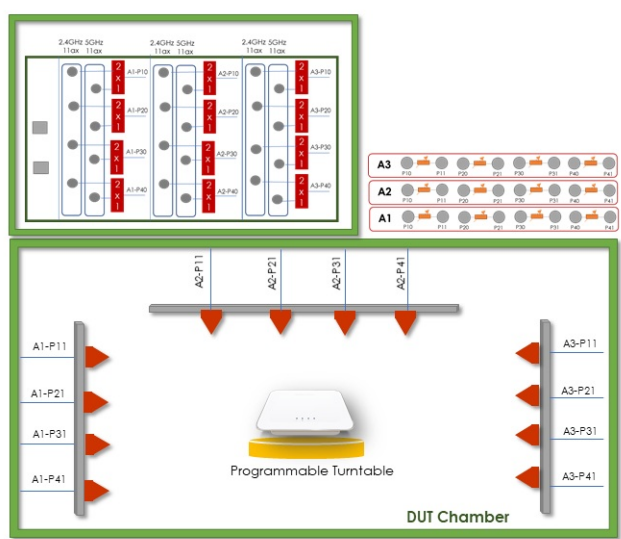 2.4GHz 5GHz
11ax 11ax
2.4GHz 5GHz
11ax 11ax
2.4GHz 5GHz
11ax 11ax
2x1 A1-P10
2x1 A2-P10
2x1 A3-P10
2x1 A1-P20
2x1 A2-P20
2x1 A3-P20
2x1 A1-P30
2x1 A2-P30
2x1 A3-P30
2x1 A1-P40
2x1 A2-P40
2x1 A3-P40
A3
P10 P11 P20 P21 P30 P31 P40 P41
A2
P10 P11 P20 P21 P30 P31 P40 P41
A1
P10 P11 P20 P21 P30 P31 P40 P41
A2-P11
A2-P21
A2-P31
A2-P41
A1-P11
A1-P21
A1-P31
A1-P41
A3-P11
A3-P21
A3-P31
A3-P41
Programmable Turntable
DUT Chamber